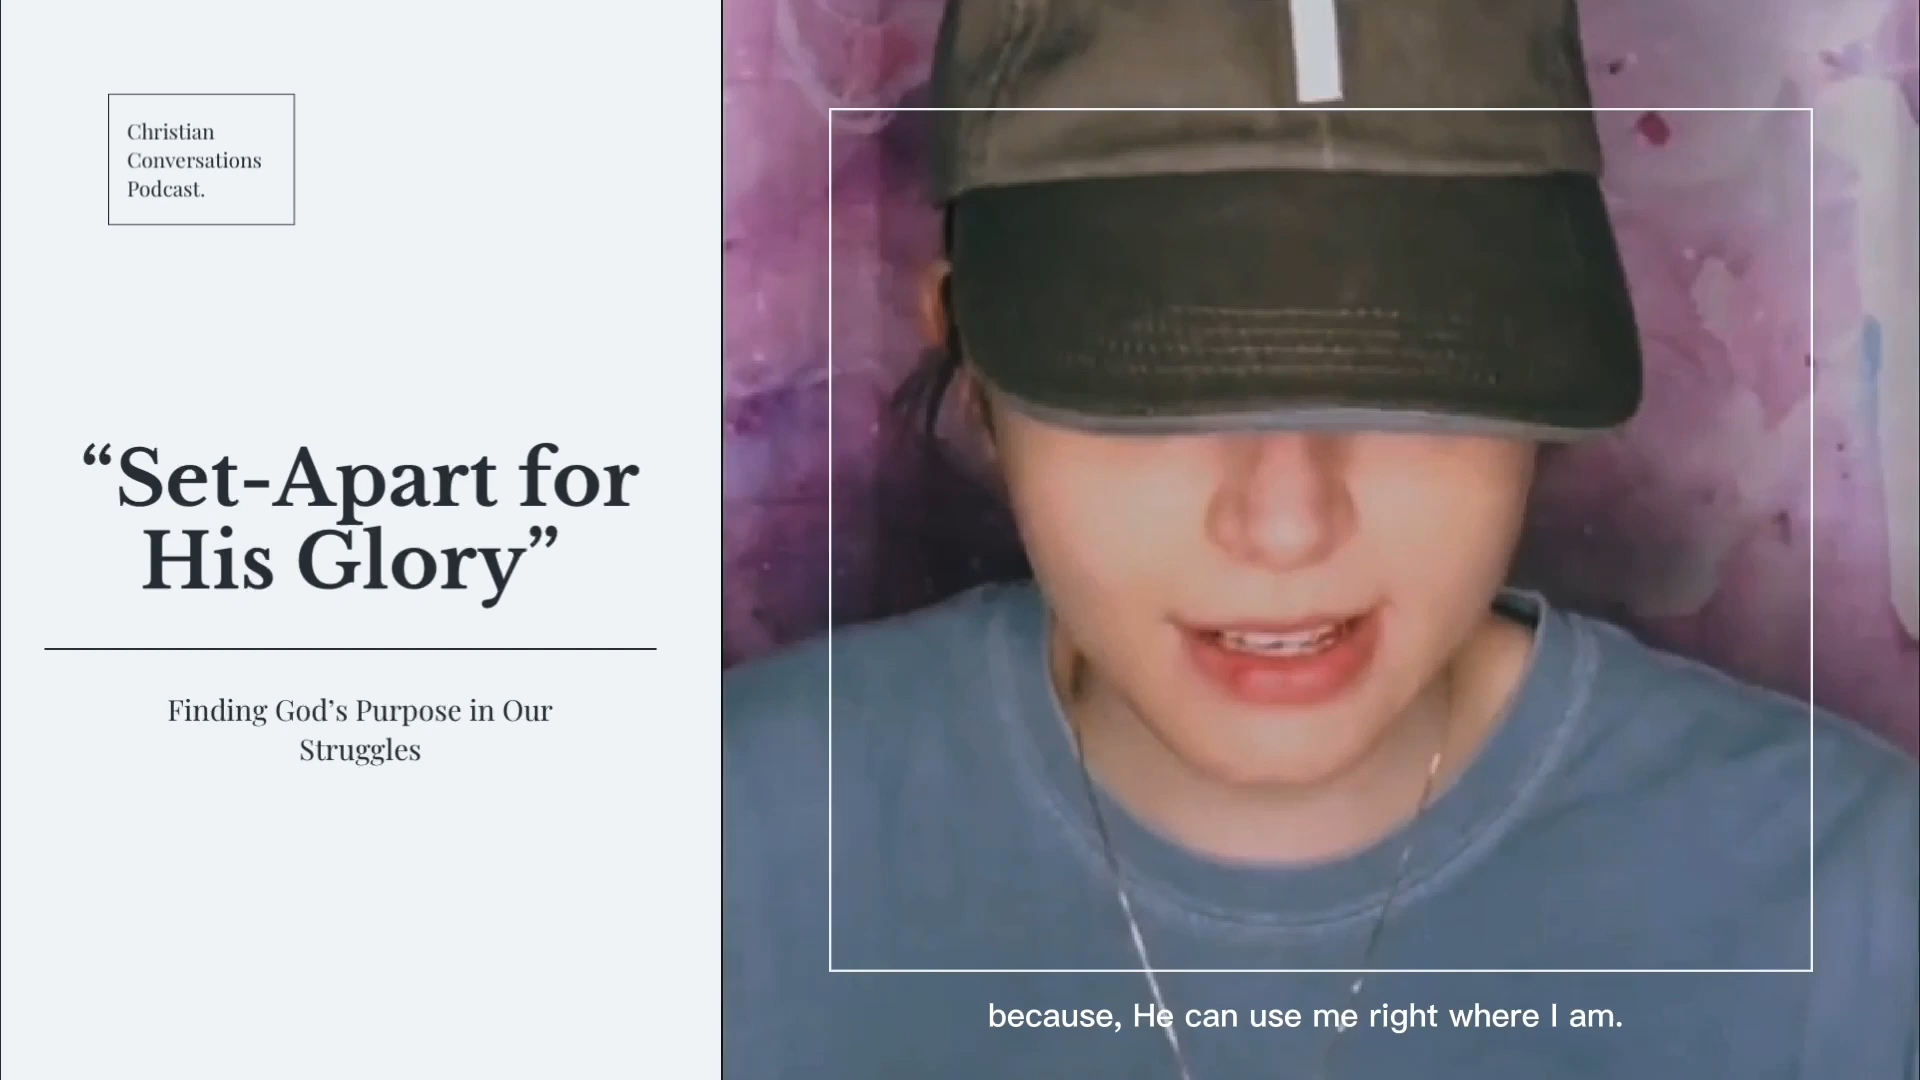 Christian
Conversations
Podcast.
“Set-Apart for
His Glory”
Finding God’s Purpose in Our
Struggles
because, He can use me right where I am.